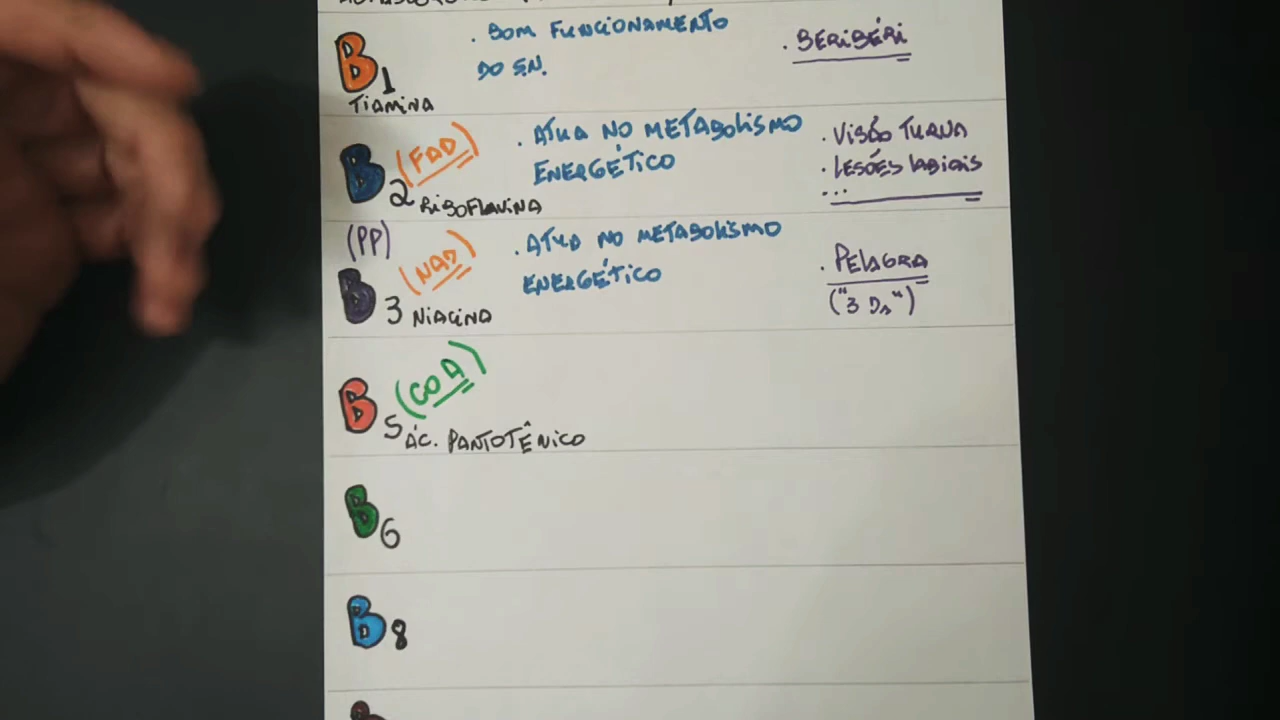 B1
TIAMINA
. BOM FUNCIONAMENTO
DO S.N.
. BERIBÉRI
B2 (FAD)
RIBOFLAVINA
. ATUA NO METABOLISMO
ENERGÉTICO
. VISÃO TURVA
. LESÕES LABIAIS
...
(PP)
B3 (NAD)
NIACINA
. ATUA NO METABOLISMO
ENERGÉTICO
. PELAGRA
("3 Ds")
B5 (COA)
ÁC. PANTOTÊNICO
B6
B8